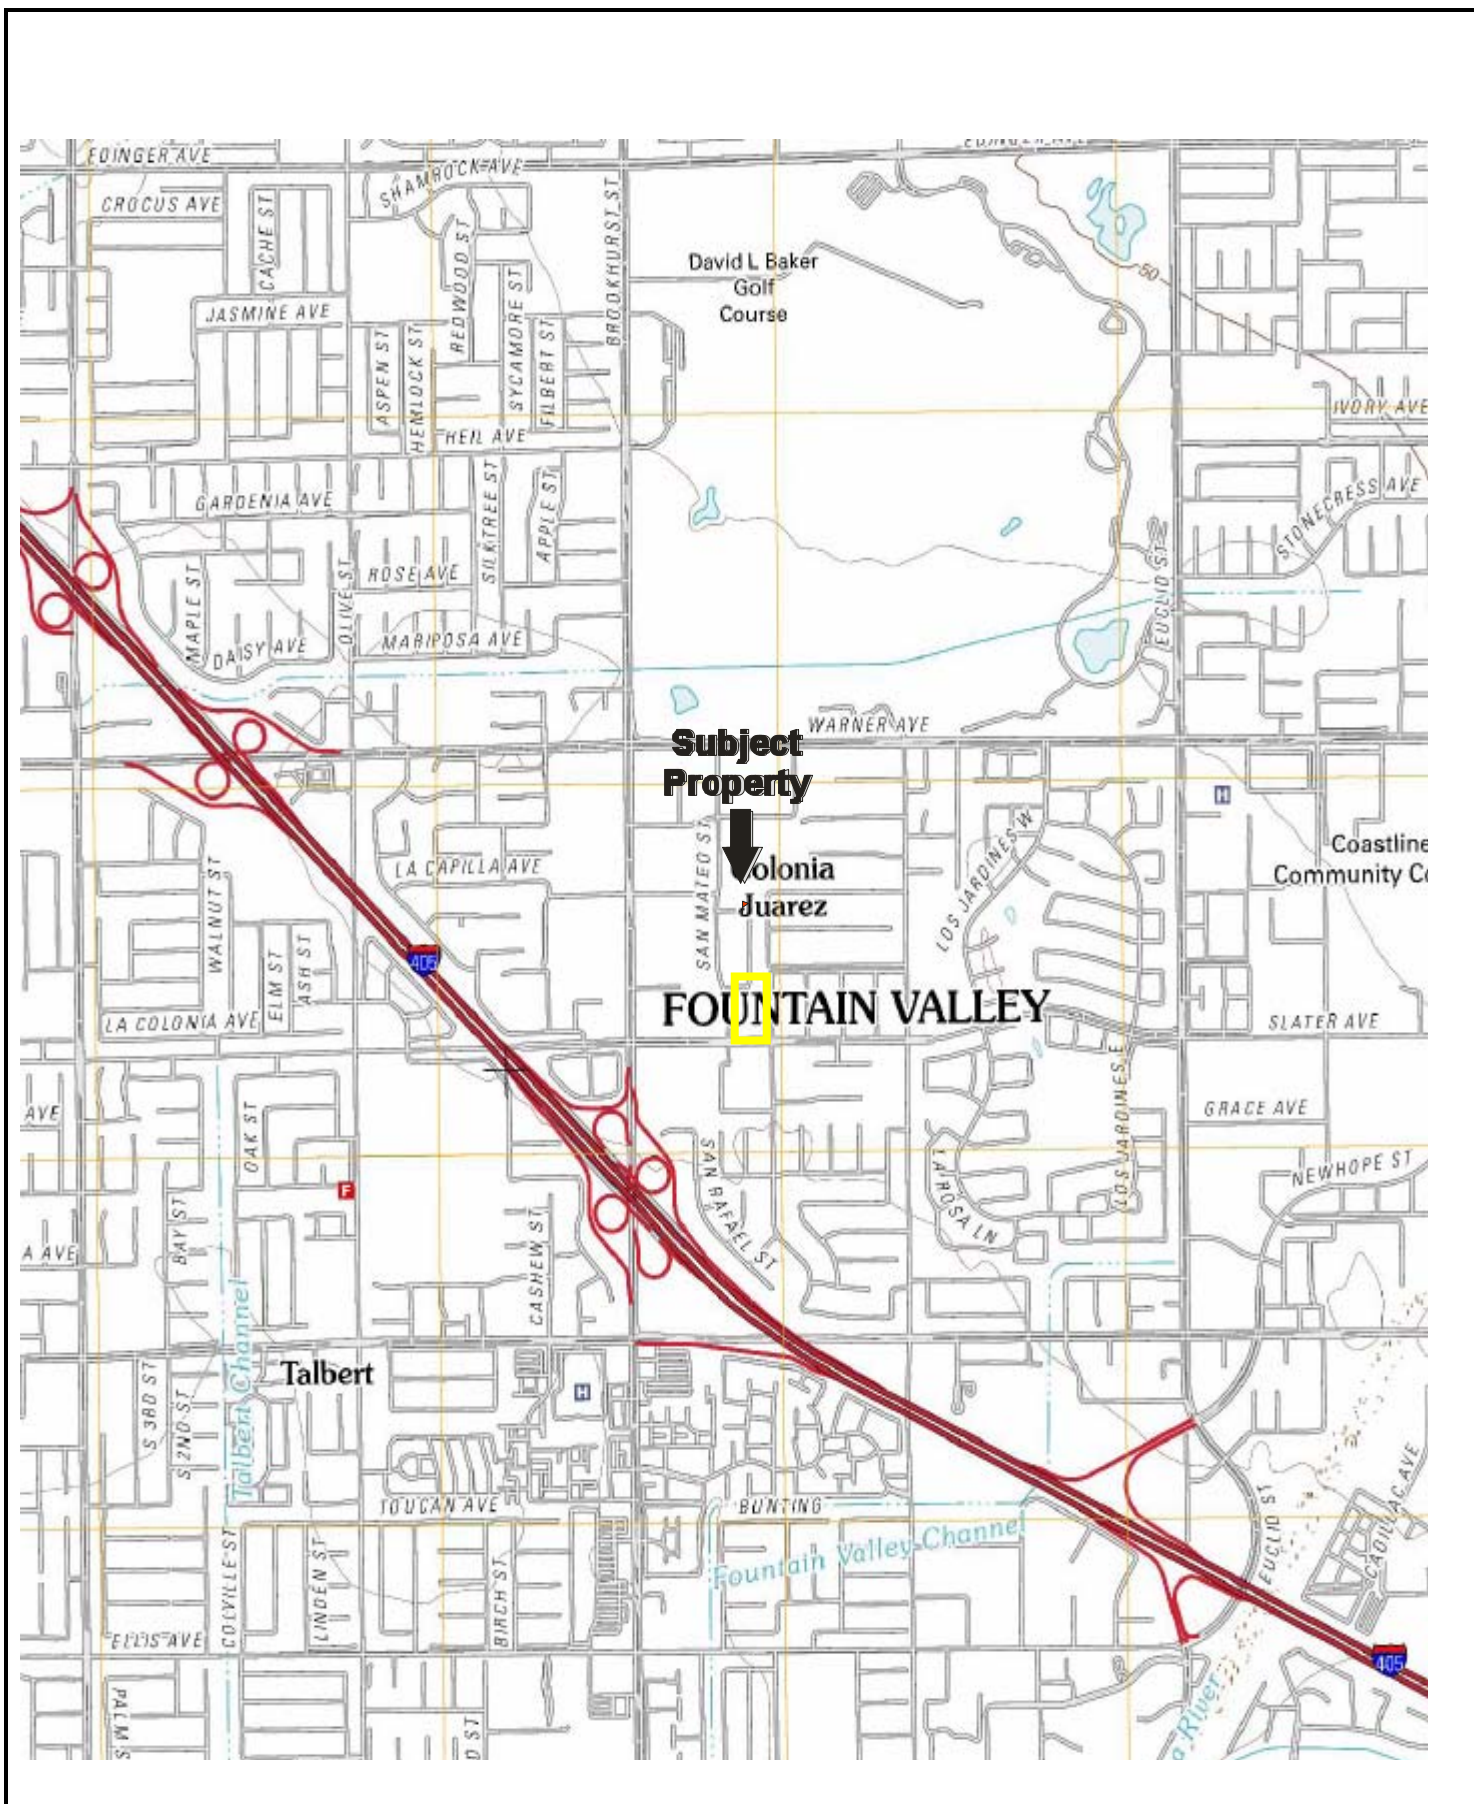 EDINGER AVE
SHAMROCK AVE
CROCUS AVE
CACHE ST
REDWOOD ST
BROOKHURST ST
David L Baker
Golf
Course
50
JASMINE AVE
ASPEN ST
HEMLOCK ST
SYCAMORE ST
FILBERT ST
HEIL AVE
IVORY AVE
GARDENIA AVE
SILKTREE ST
APPLE ST
STONECRESS AVE
MAPLE ST
OLIVE ST
ROSE AVE
EUCLID ST
DAISY AVE
MARIPOSA AVE
WARNER AVE
Subject
Property
H
SAN MATEO ST
LOS JARDINES W
Coastline
Community Co
LA CAPILLA AVE
Colonia
Juarez
WALNUT ST
ELM ST
ASH ST
405
LA COLONIA AVE
FOUNTAIN VALLEY
SLATER AVE
AVE
OAK ST
LOS JARDINES E
GRACE AVE
SAN RAFAEL ST
LA ROSA LN
NEWHOPE ST
F
BAY ST
A AVE
CASHEW ST
Talbert Channel
Talbert
H
S 3RD ST
S 2ND ST
TOUCAN AVE
BUNTING
EUCLID ST
CADILLAC AVE
Fountain Valley Channel
COLVILLE ST
LINDEN ST
BIRCH ST
ELLIS AVE
405
PALM S
D ST
a River